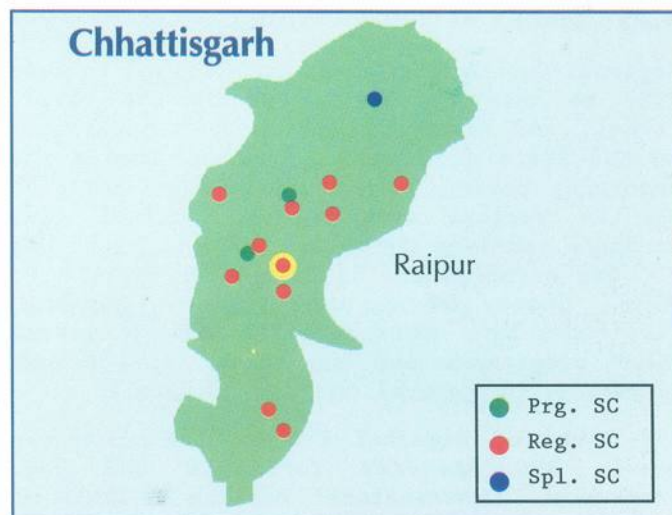 Chhattisgarh
Raipur
Prg. SC
Reg. SC
Spl. SC